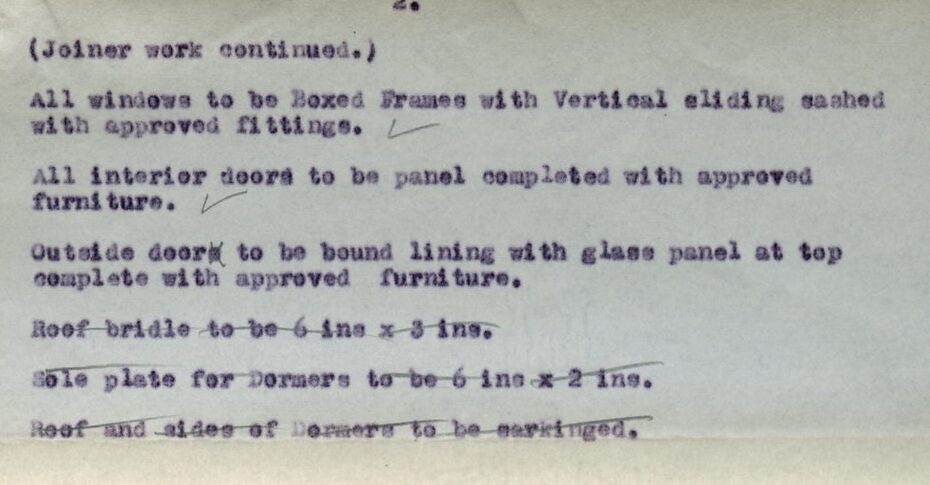 2.
(Joiner work continued.)
All windows to be Boxed Frames with Vertical sliding sashed
with approved fittings.
All interior doors to be panel completed with approved
furniture.
Outside doors to be bound lining with glass panel at top
complete with approved furniture.
Roof bridle to be 6 ins x 3 ins.
Sole plate for Dormers to be 6 ins x 2 ins.
Roof and sides of Dormers to be sarkinged.